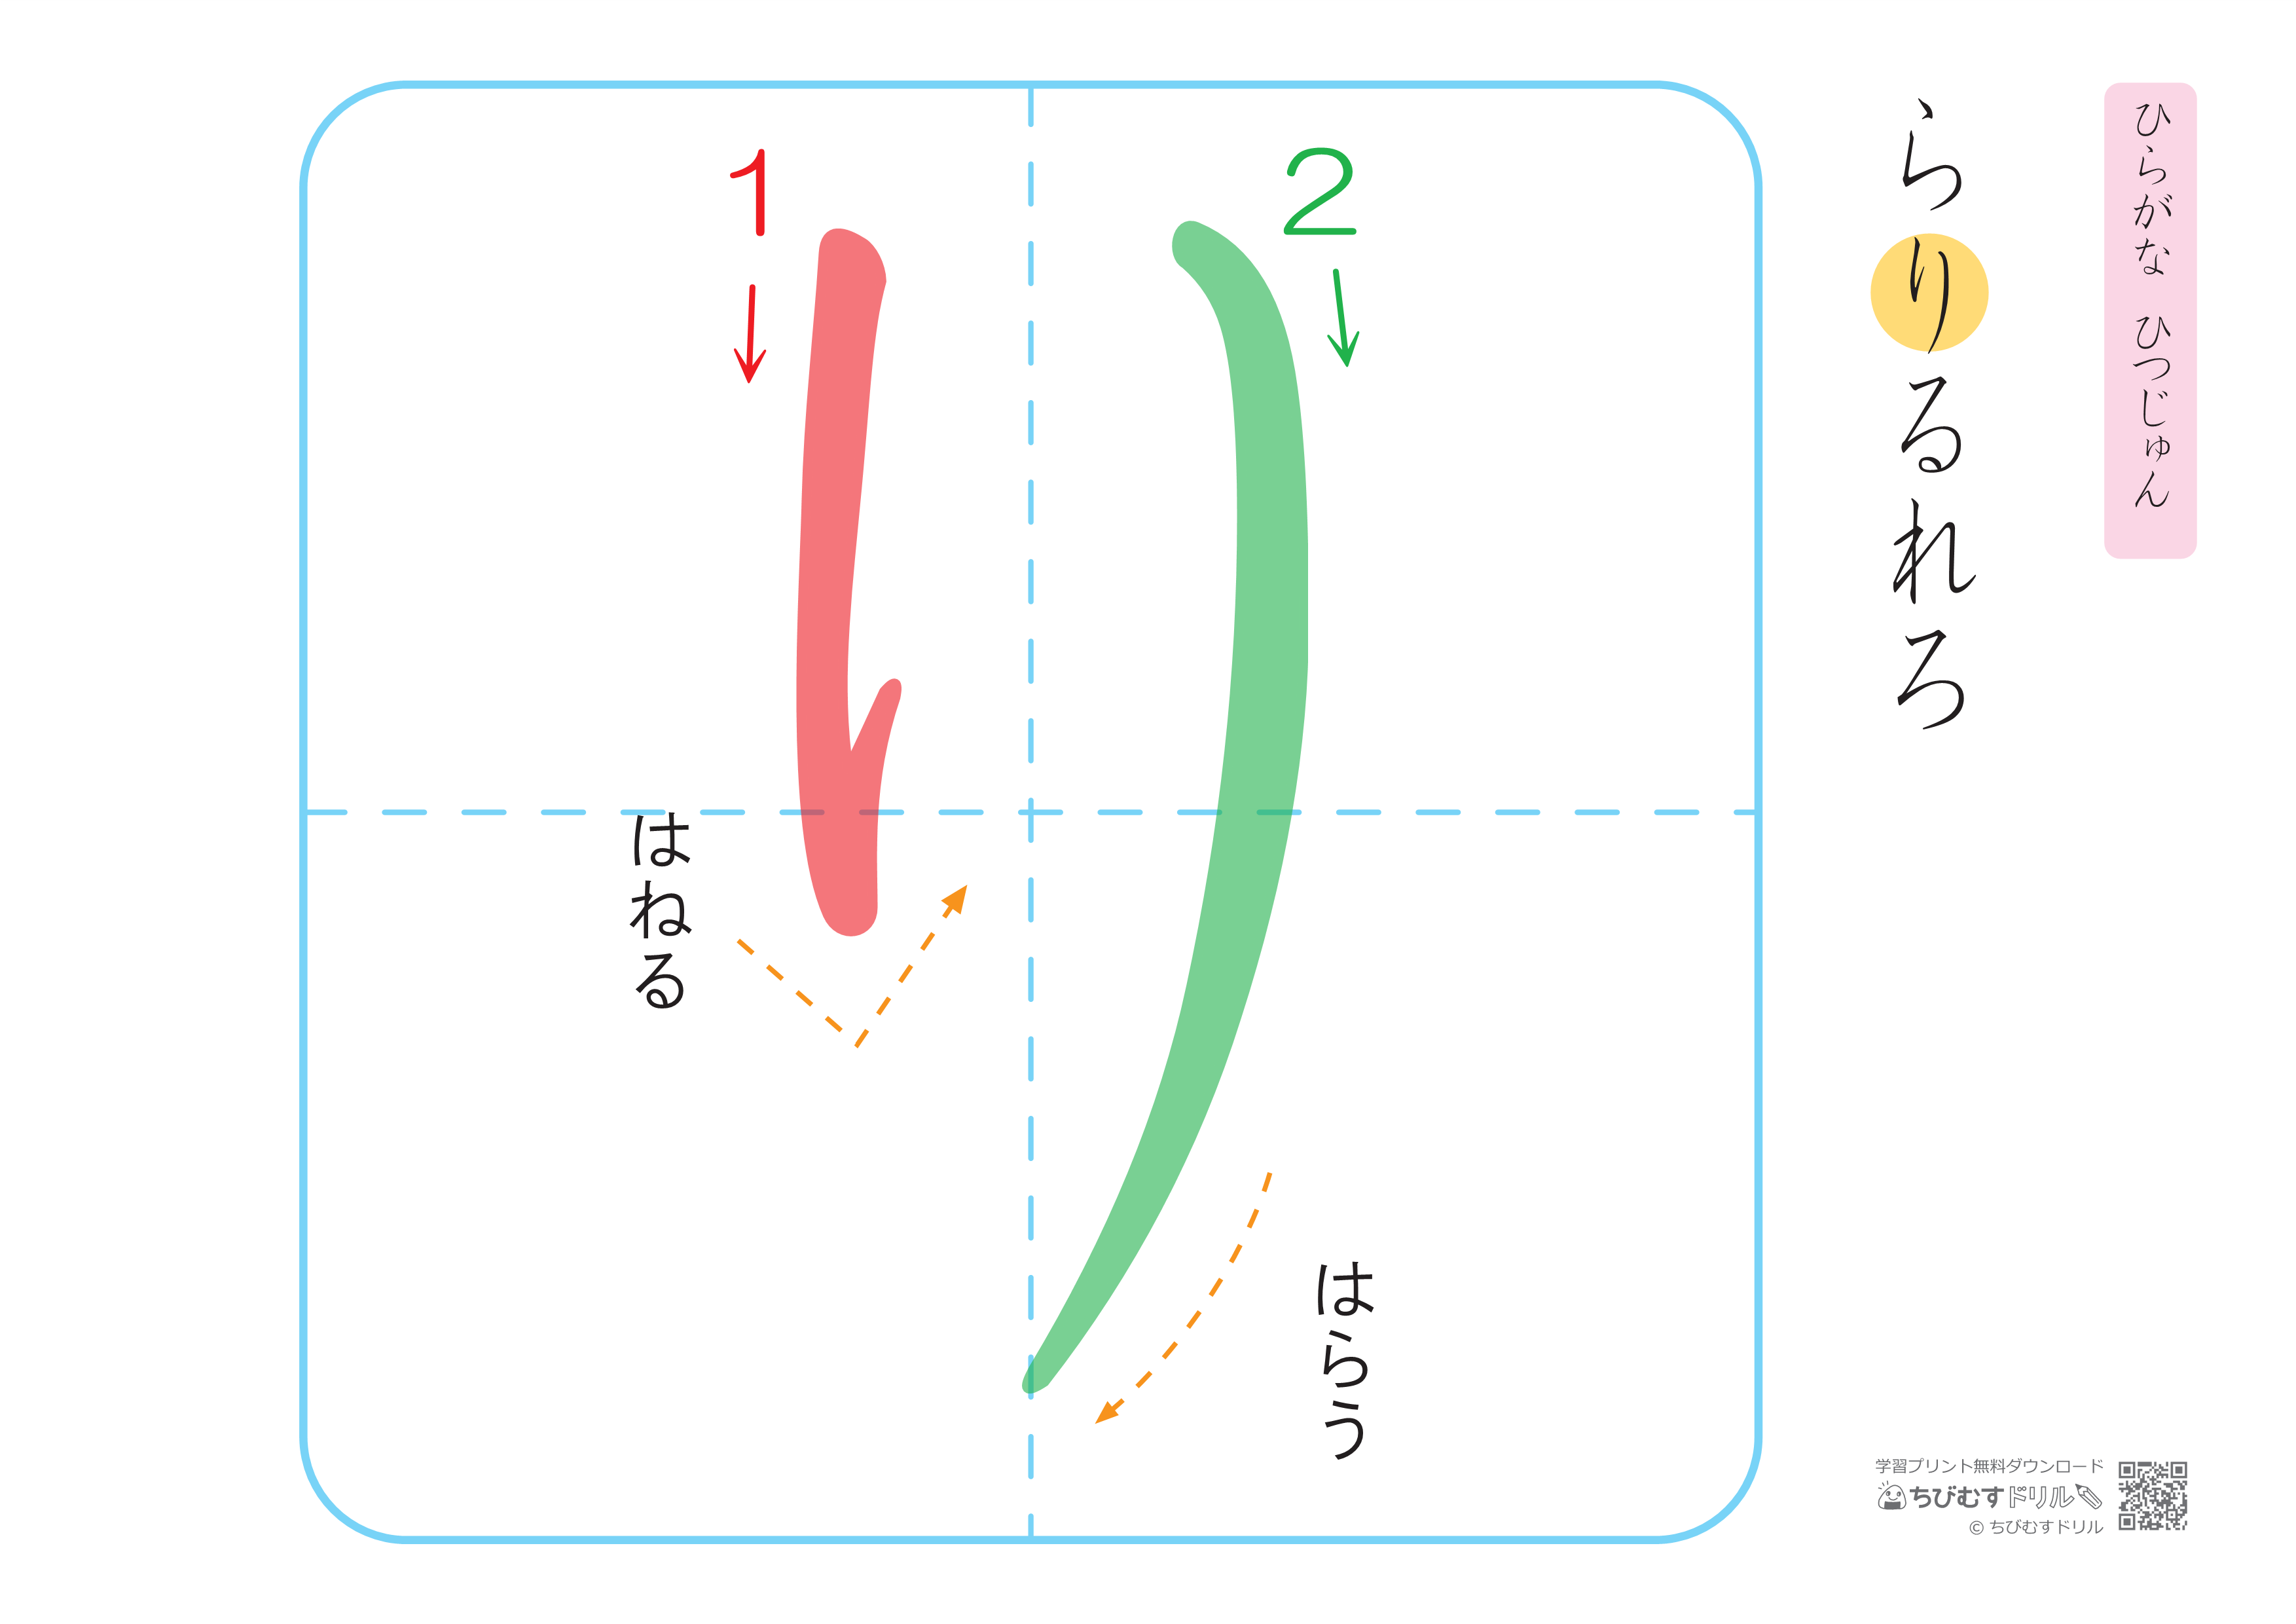 ひらがな ひつじゅん
らりるれろ
1
2
はねる
はらう
学習プリント無料ダウンロード
ちびむすドリル
© ちびむすドリル